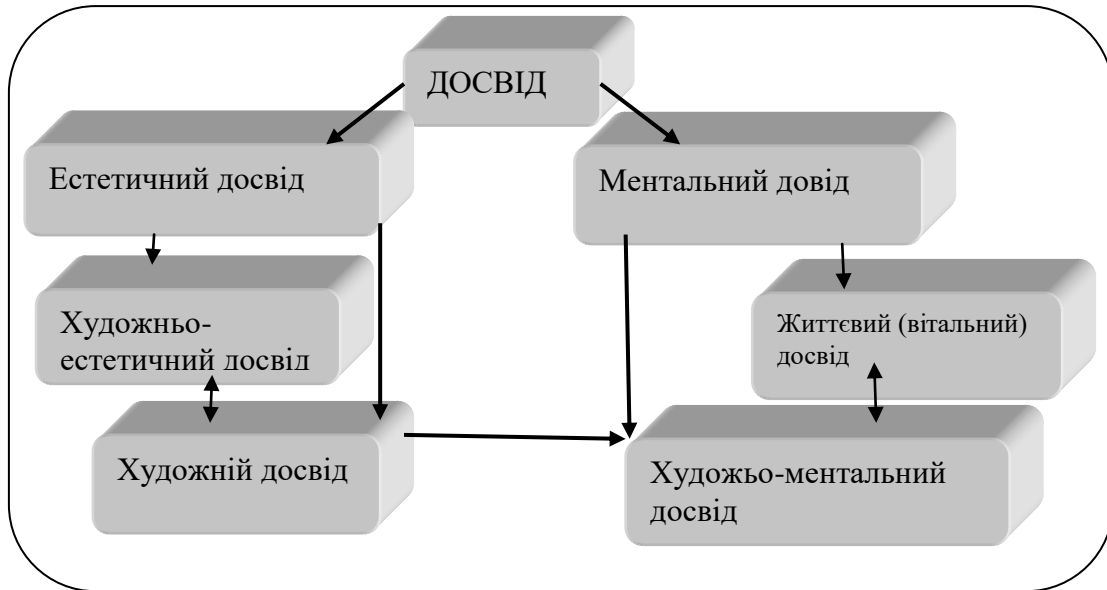 ДОСВІД
Естетичний досвід
Ментальний довід
Художньо-
естетичний досвід
Життєвий (вітальний)
досвід
Художній досвід
Художьо-ментальний
досвід